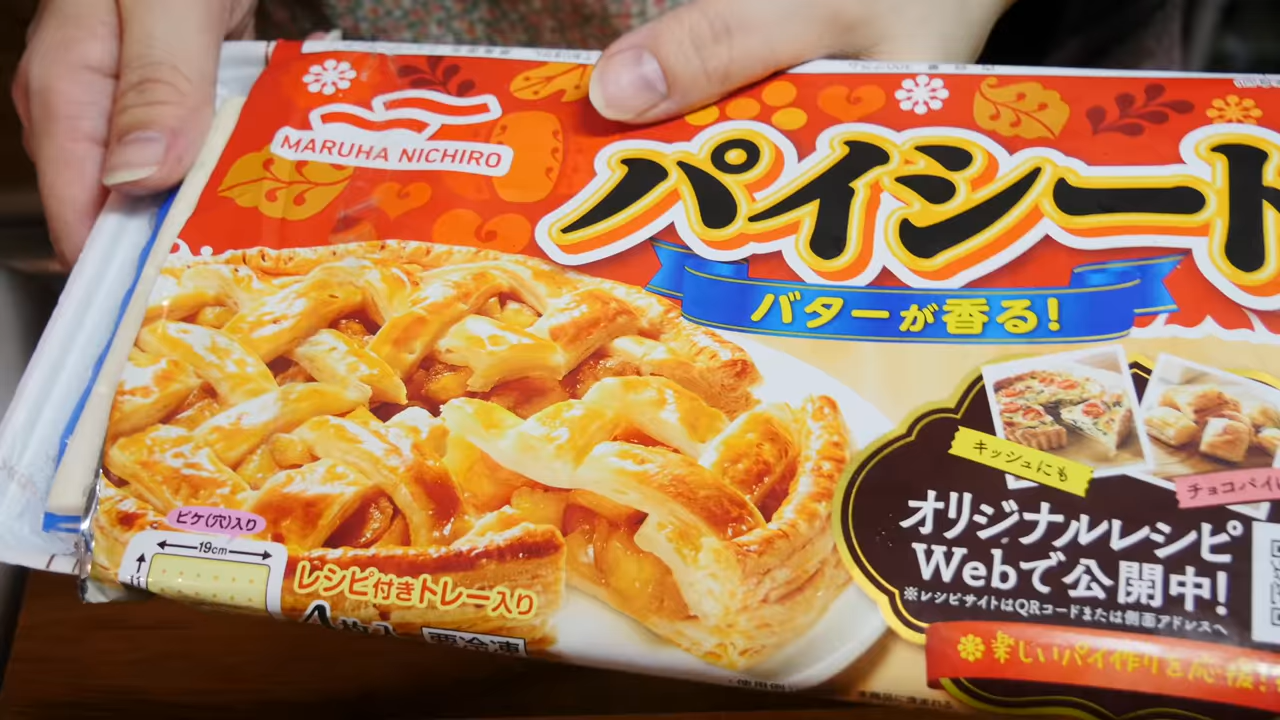 MARUHA NICHIRO
パイシート
バターが香る!
キッシュにも
チョコパイ
オリジナルレシピ
Webで公開中!
※レシピサイトはQRコードまたは側面アドレスへ
楽しいパイ作りを応援!
ピケ(穴)入り
19cm
レシピ付きトレー入り
4枚入
要冷凍